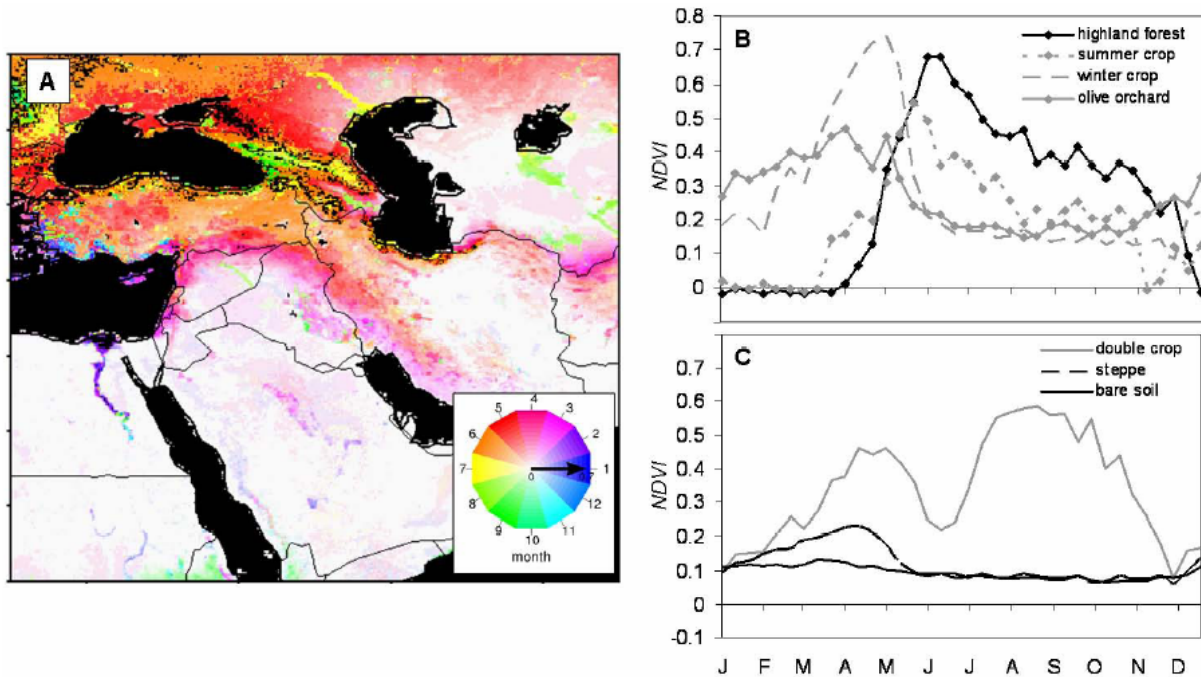 A
5
4
3
6
2
7
0
1
8
12
9
10
11
month
B
highland forest
summer crop
winter crop
olive orchard
NDVI
0.8
0.7
0.6
0.5
0.4
0.3
0.2
0.1
0
C
double crop
steppe
bare soil
NDVI
0.7
0.6
0.5
0.4
0.3
0.2
0.1
0
-0.1
J F M A M J J A S O N D